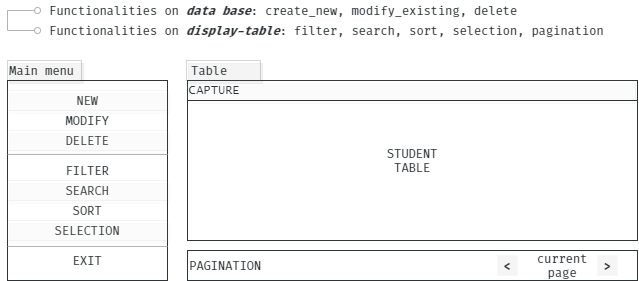 Functionalities on data base: create_new, modify_existing, delete
Functionalities on display-table: filter, search, sort, selection, pagination
Main menu
Table
CAPTURE
NEW
MODIFY
DELETE
FILTER
SEARCH
SORT
SELECTION
EXIT
STUDENT
TABLE
PAGINATION
<
current
page
>